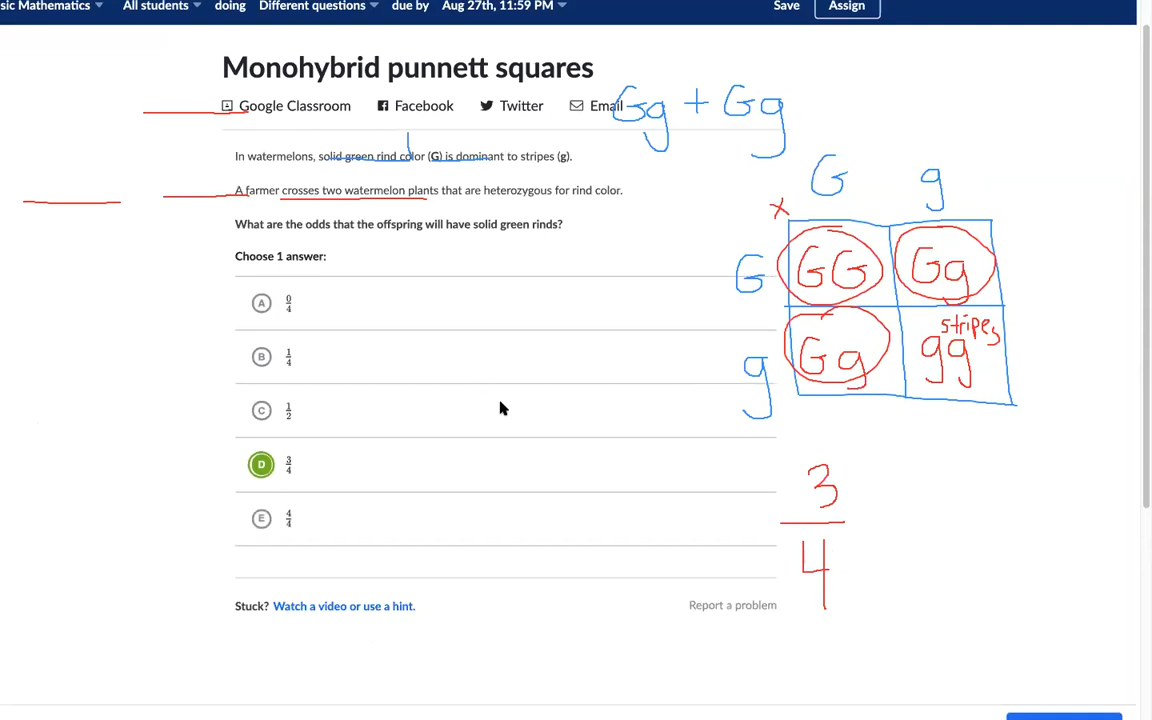 sic Mathematics All students doing Different questions due by Aug 27th, 11:59 PM Save Assign
Monohybrid punnett squares
Google Classroom Facebook Twitter Email
Gg + Gg
In watermelons, solid green rind color (G) is dominant to stripes (g).
A farmer crosses two watermelon plants that are heterozygous for rind color.
What are the odds that the offspring will have solid green rinds?
Choose 1 answer:
A 0/4
B 1/4
C 1/2
D 3/4
E 4/4
G g
x
G GG Gg
stripes
g Gg gg
3
4
Stuck? Watch a video or use a hint. Report a problem